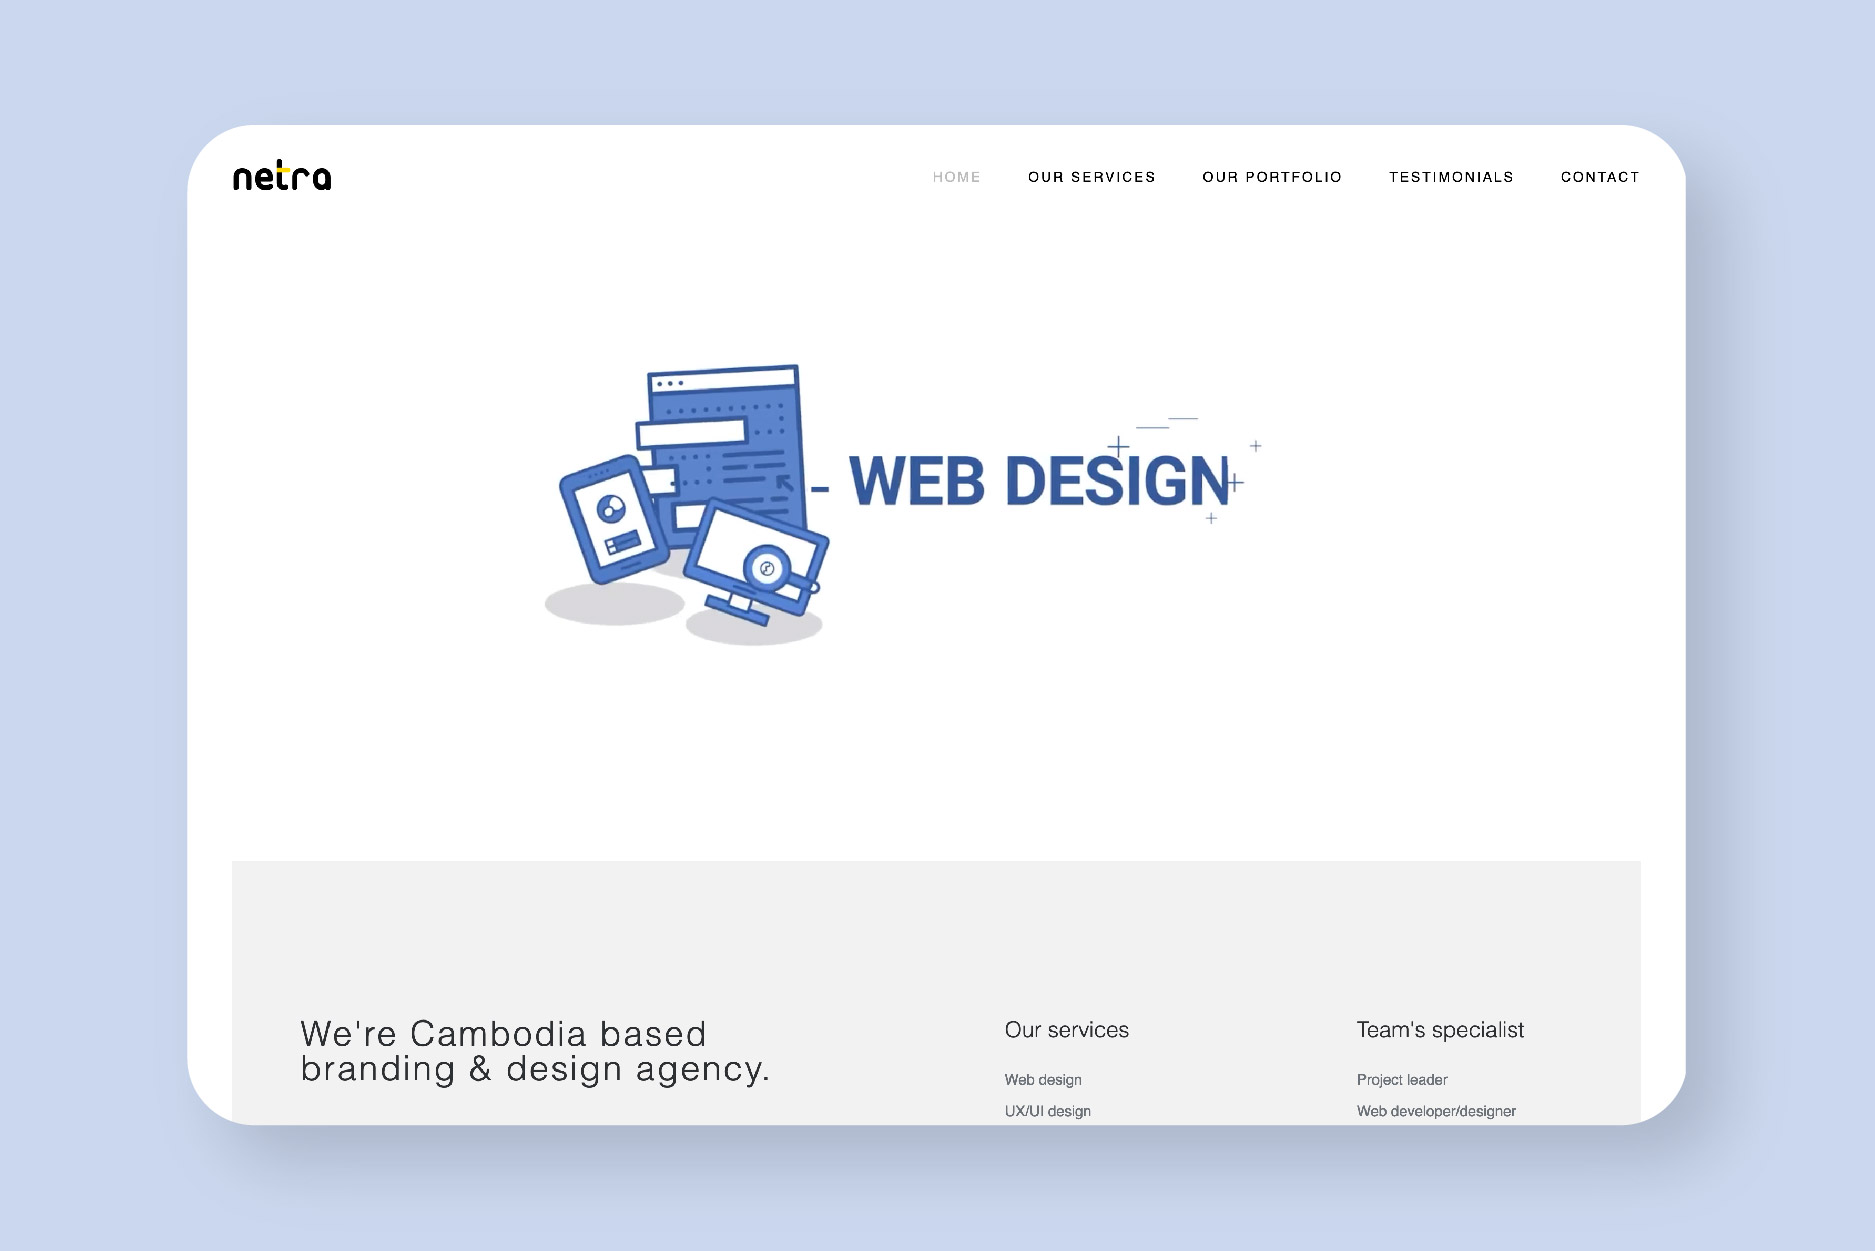 netra
HOME
OUR SERVICES
OUR PORTFOLIO
TESTIMONIALS
CONTACT
- WEB DESIGN
We're Cambodia based
branding & design agency.
Our services
Web design
UX/UI design
Team's specialist
Project leader
Web developer/designer